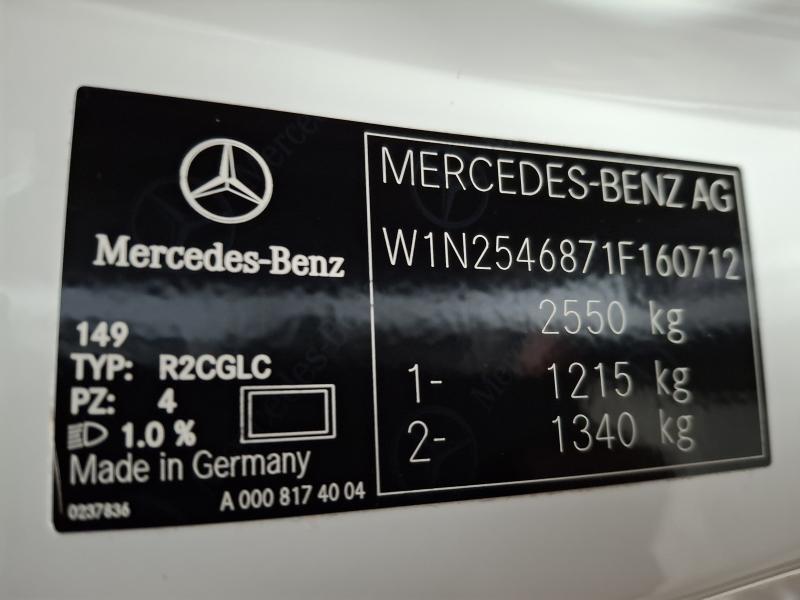 Mercedes-Benz
149
TYP: R2CGLC
PZ: 4
1.0 %
Made in Germany
0237836
A 000 817 40 04
MERCEDES-BENZ AG
W1N2546871F160712
2550 kg
1- 1215 kg
2- 1340 kg